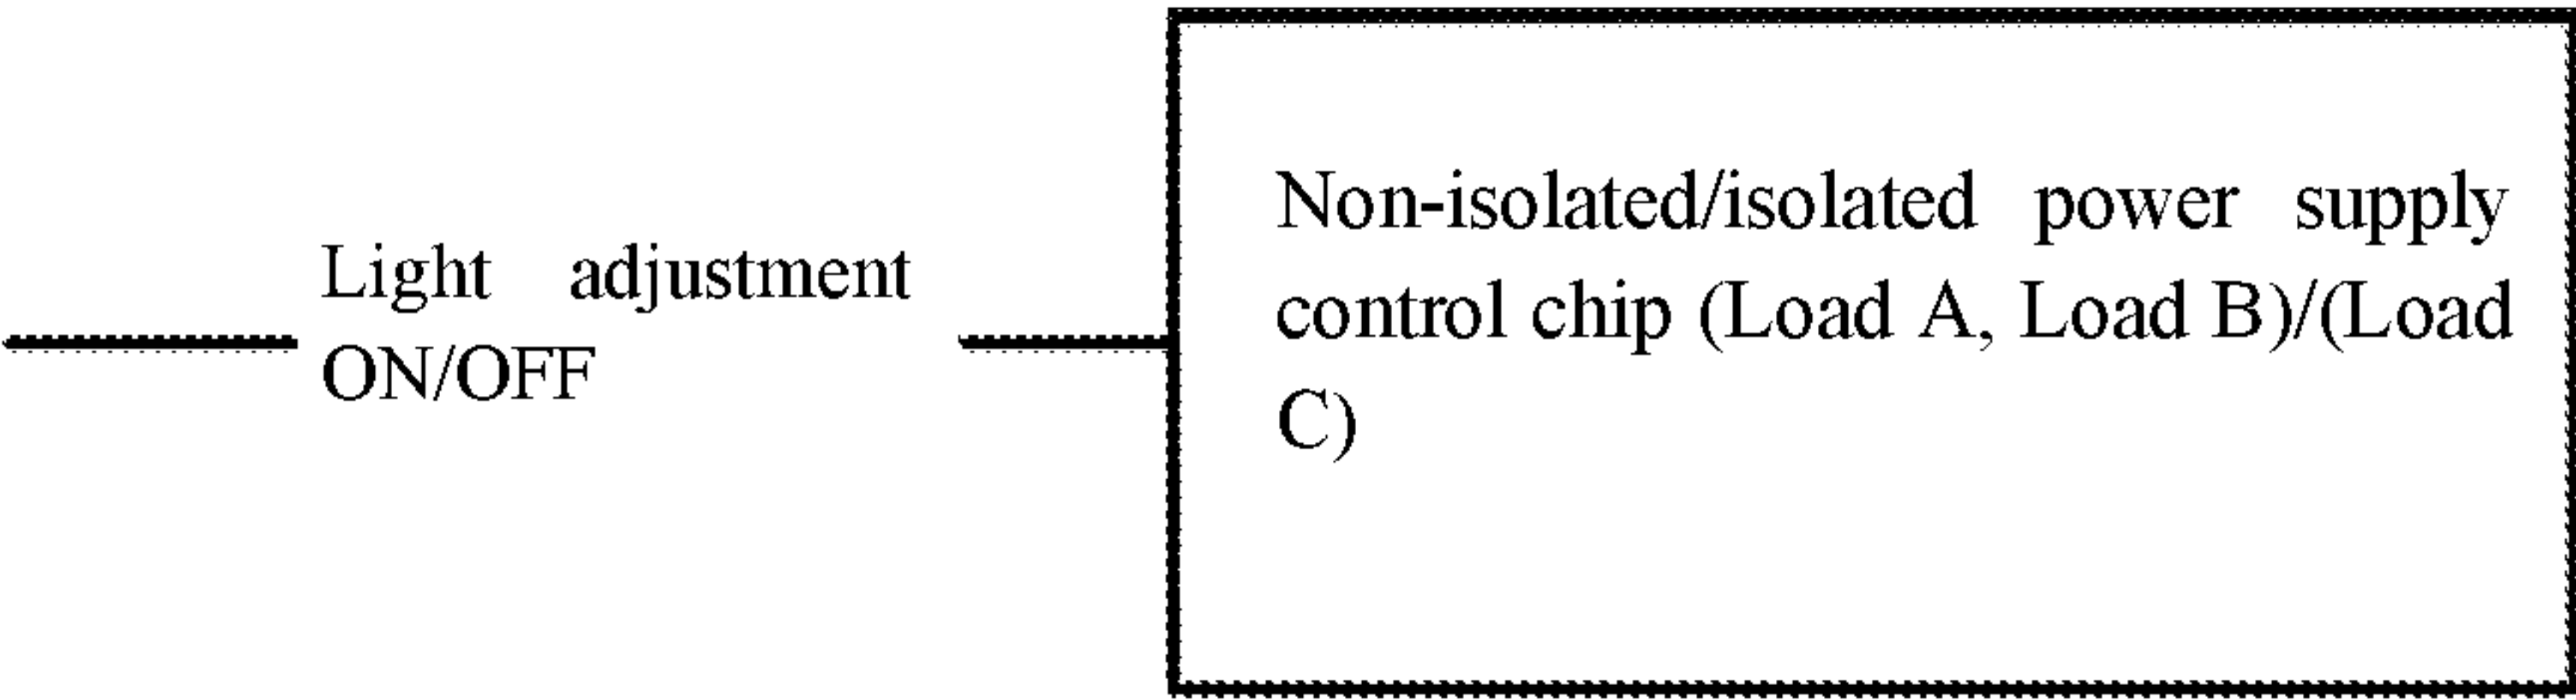 Light adjustment
ON/OFF
Non-isolated/isolated power supply
control chip (Load A, Load B)/(Load
C)